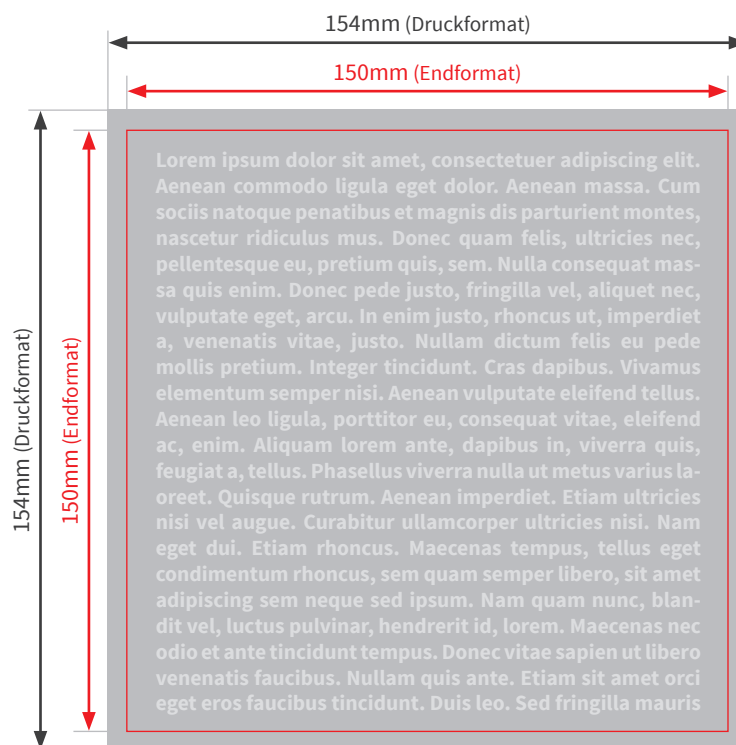 154mm (Druckformat)
150mm (Endformat)
154mm (Druckformat)
150mm (Endformat)
Lorem ipsum dolor sit amet, consectetuer adipiscing elit.
Aenean commodo ligula eget dolor. Aenean massa. Cum
sociis natoque penatibus et magnis dis parturient montes,
nascetur ridiculus mus. Donec quam felis, ultricies nec,
pellentesque eu, pretium quis, sem. Nulla consequat mas-
sa quis enim. Donec pede justo, fringilla vel, aliquet nec,
vulputate eget, arcu. In enim justo, rhoncus ut, imperdiet
a, venenatis vitae, justo. Nullam dictum felis eu pede
mollis pretium. Integer tincidunt. Cras dapibus. Vivamus
elementum semper nisi. Aenean vulputate eleifend tellus.
Aenean leo ligula, porttitor eu, consequat vitae, eleifend
ac, enim. Aliquam lorem ante, dapibus in, viverra quis,
feugiat a, tellus. Phasellus viverra nulla ut metus varius la-
oreet. Quisque rutrum. Aenean imperdiet. Etiam ultricies
nisi vel augue. Curabitur ullamcorper ultricies nisi. Nam
eget dui. Etiam rhoncus. Maecenas tempus, tellus eget
condimentum rhoncus, sem quam semper libero, sit amet
adipiscing sem neque sed ipsum. Nam quam nunc, blan-
dit vel, luctus pulvinar, hendrerit id, lorem. Maecenas nec
odio et ante tincidunt tempus. Donec vitae sapien ut libero
venenatis faucibus. Nullam quis ante. Etiam sit amet orci
eget eros faucibus tincidunt. Duis leo. Sed fringilla mauris